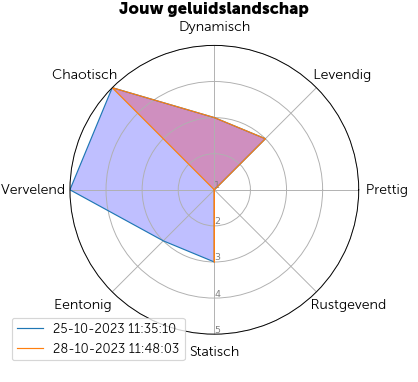 Jouw geluidslandschap
Dynamisch
Chaotisch
Levendig
Vervelend
Prettig
1
2
3
4
5
Eentonig
Rustgevend
Statisch
25-10-2023 11:35:10
28-10-2023 11:48:03